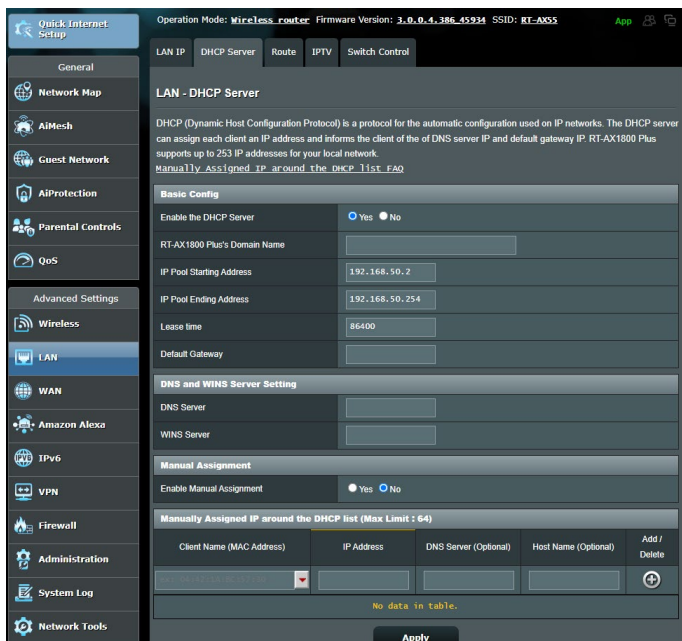 Quick Internet
Setup
General
Network Map
AiMesh
Guest Network
AiProtection
Parental Controls
QoS
Advanced Settings
Wireless
LAN
WAN
Amazon Alexa
IPv6
VPN
Firewall
Administration
System Log
Network Tools
Operation Mode: Wireless router Firmware Version: 3.0.0.4.386_45934 SSID: RT-AX55 App
LAN IP DHCP Server Route IPTV Switch Control
LAN - DHCP Server
DHCP (Dynamic Host Configuration Protocol) is a protocol for the automatic configuration used on IP networks. The DHCP server
can assign each client an IP address and informs the client of the of DNS server IP and default gateway IP. RT-AX1800 Plus
supports up to 253 IP addresses for your local network.
Manually Assigned IP around the DHCP list FAQ
Basic Config
Enable the DHCP Server Yes No
RT-AX1800 Plus's Domain Name
IP Pool Starting Address 192.168.50.2
IP Pool Ending Address 192.168.50.254
Lease time 86400
Default Gateway
DNS and WINS Server Setting
DNS Server
WINS Server
Manual Assignment
Enable Manual Assignment Yes No
Manually Assigned IP around the DHCP list (Max Limit : 64)
Client Name (MAC Address) IP Address DNS Server (Optional) Host Name (Optional) Add /
Delete
No data in table.
Apply